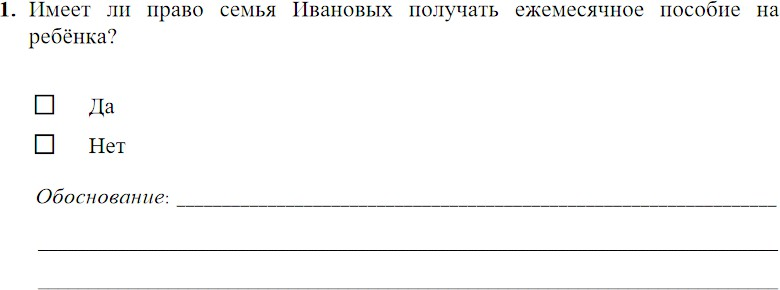 1. Имеет ли право семья Ивановых получать ежемесячное пособие на
ребёнка?
Да
Нет
Обоснование: